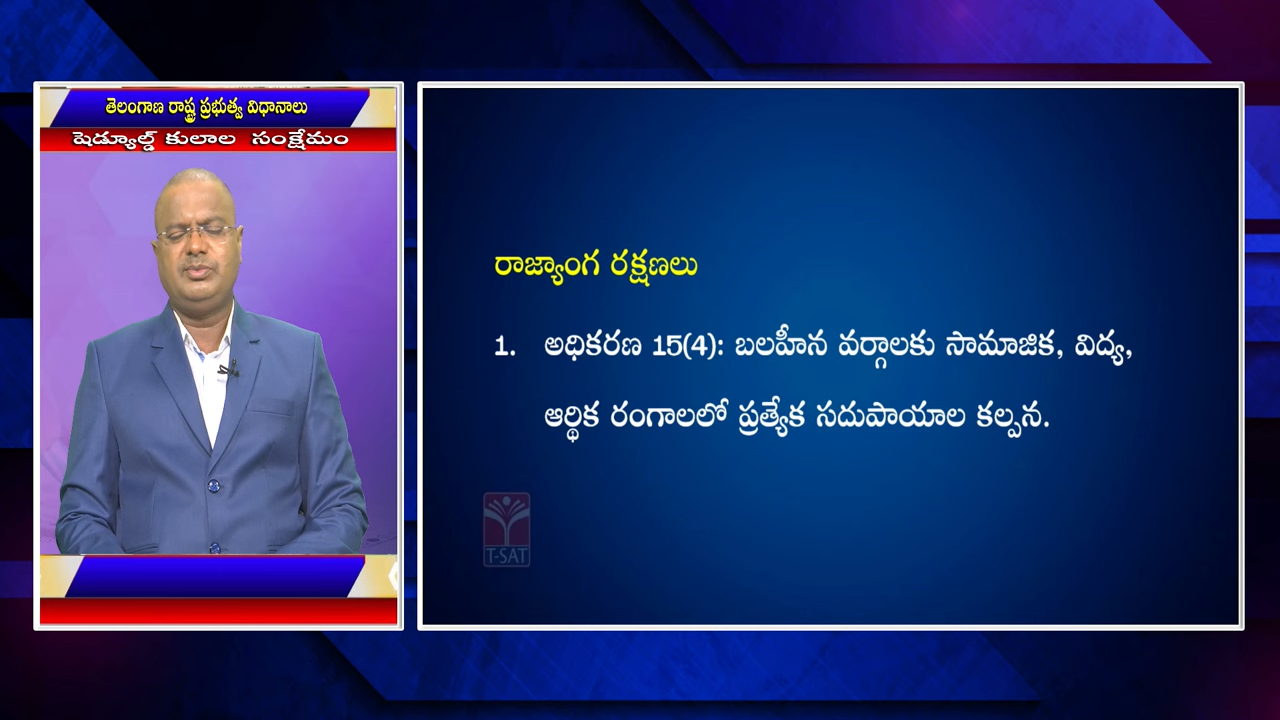 తెలంగాణ రాష్ట్ర ప్రభుత్వ విధానాలు
షెడ్యూల్డ్ కులాల సంక్షేమం
రాజ్యాంగ రక్షణలు
1. అధికరణ 15(4): బలహీన వర్గాలకు సామాజిక, విద్య,
ఆర్థిక రంగాలలో ప్రత్యేక సదుపాయాల కల్పన.
T-SAT